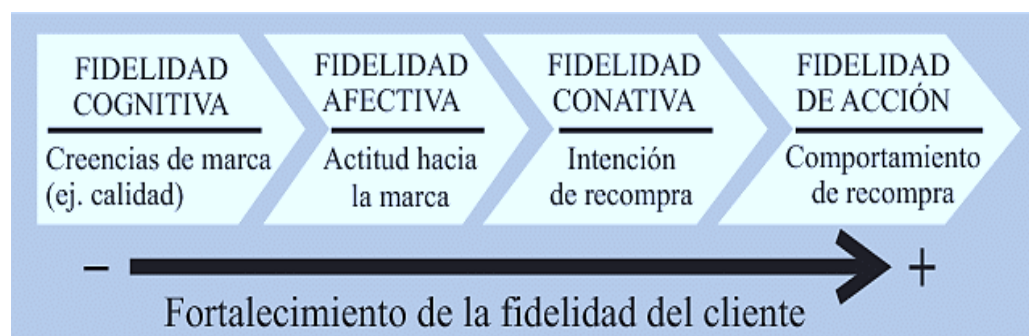 FIDELIDAD
COGNITIVA
Creencias de marca
(ej. calidad)
FIDELIDAD
AFECTIVA
Actitud hacia
la marca
FIDELIDAD
CONATIVA
Intención
de recompra
FIDELIDAD
DE ACCIÓN
Comportamiento
de recompra
− +
Fortalecimiento de la fidelidad del cliente